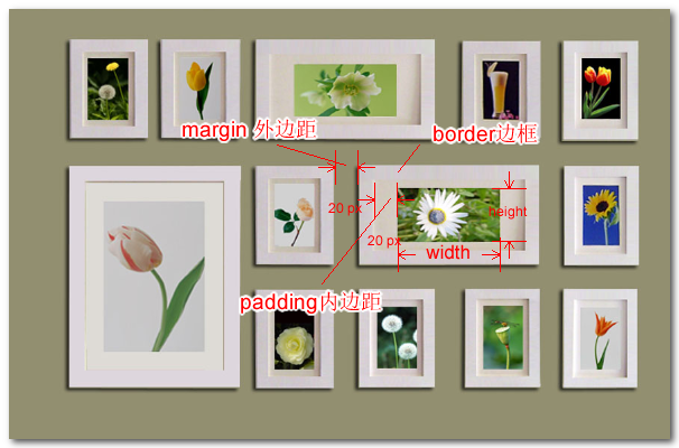 margin 外边距
border边框
20 px
height
20 px
width
padding内边距